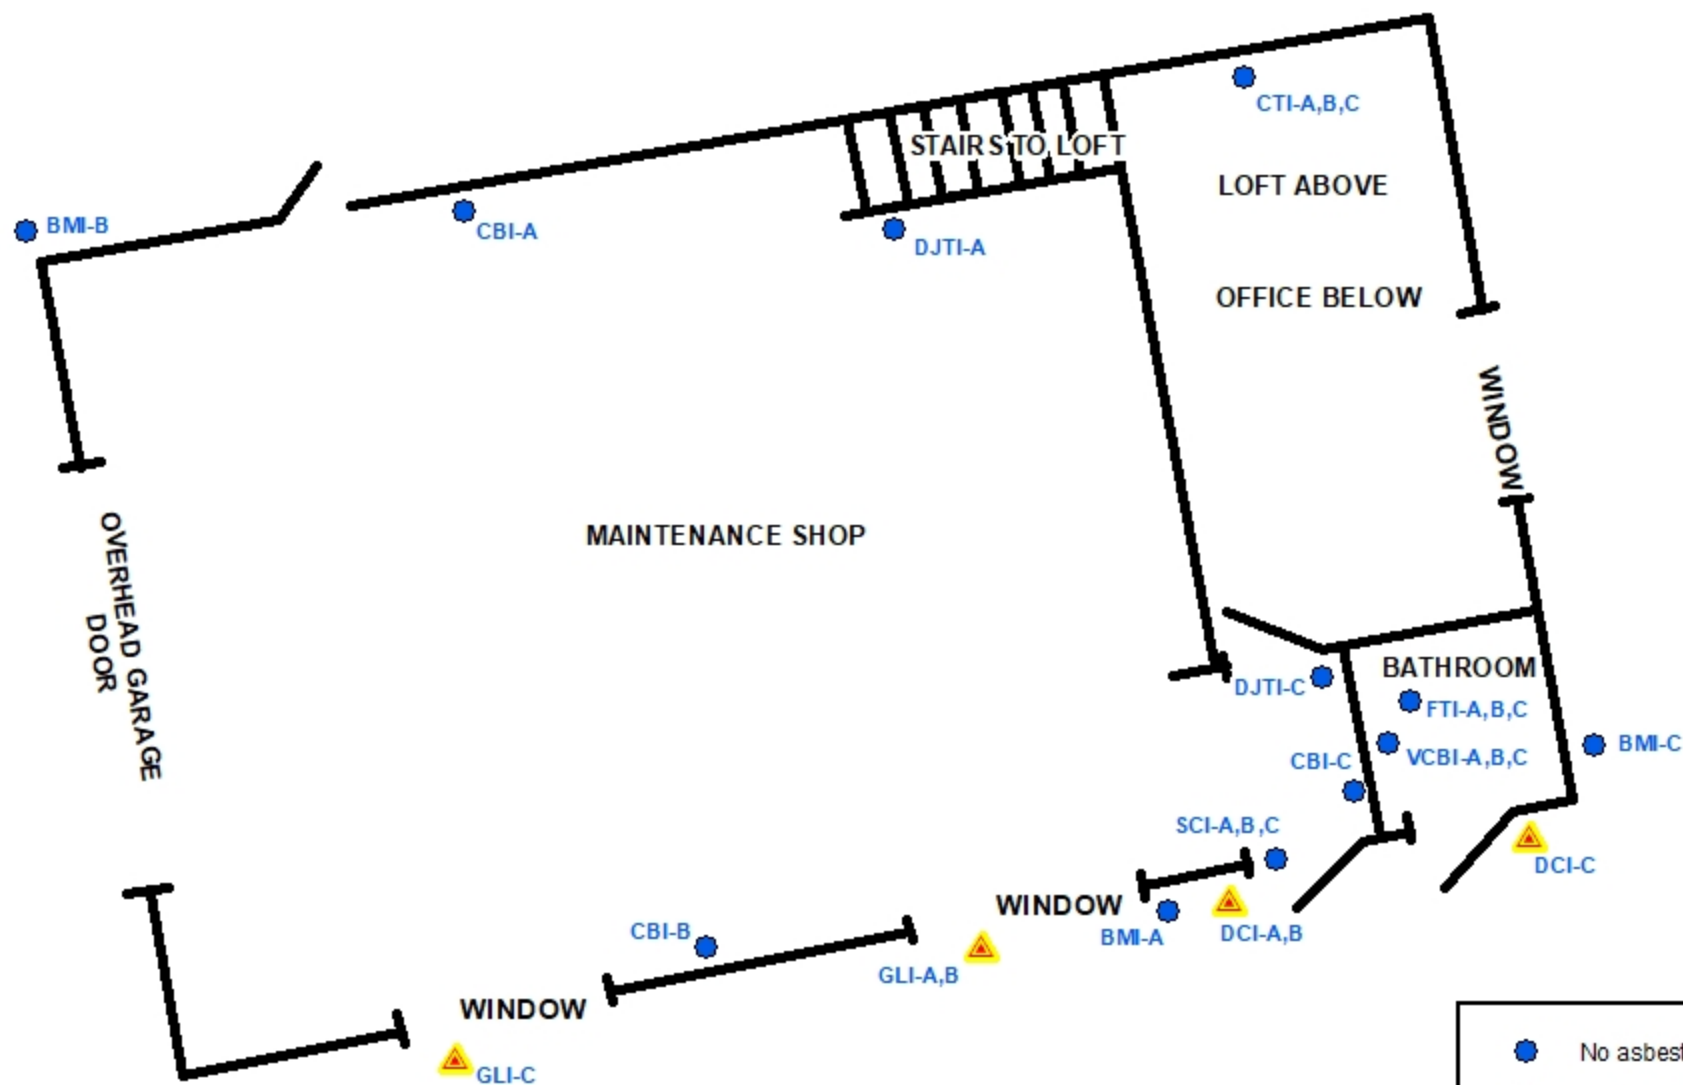 CTI-A,B,C
STAIRS TO LOFT
LOFT ABOVE
BMI-B
CBI-A
DJTI-A
OFFICE BELOW
WINDOW
MAINTENANCE SHOP
OVERHEAD GARAGE
DOOR
BATHROOM
DJTI-C
FTI-A,B,C
BMI-C
VCBI-A,B,C
CBI-C
SCI-A,B,C
DCI-C
WINDOW
CBI-B
BMI-A
DCI-A,B
GLI-A,B
WINDOW
GLI-C
No asbest